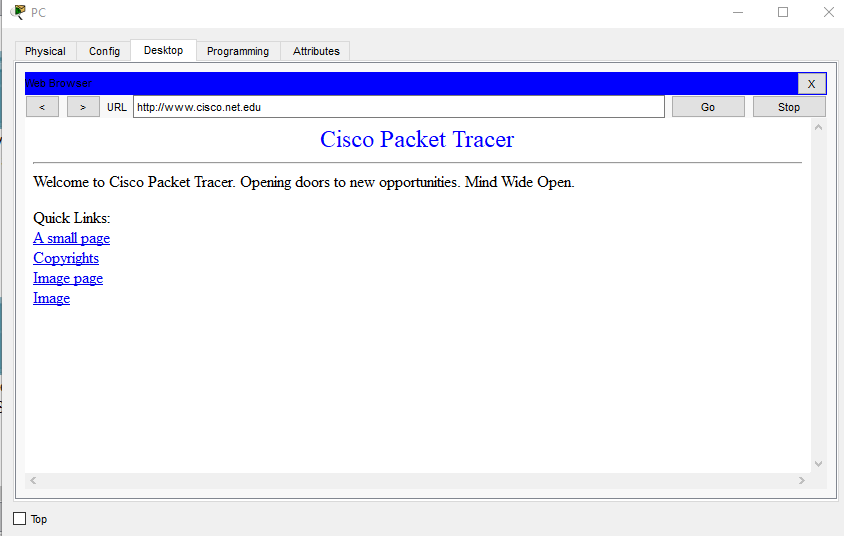 PC
Physical Config Desktop Programming Attributes
Web Browser X
< > URL http://www.cisco.net.edu Go Stop
Cisco Packet Tracer
Welcome to Cisco Packet Tracer. Opening doors to new opportunities. Mind Wide Open.
Quick Links:
A small page
Copyrights
Image page
Image
Top